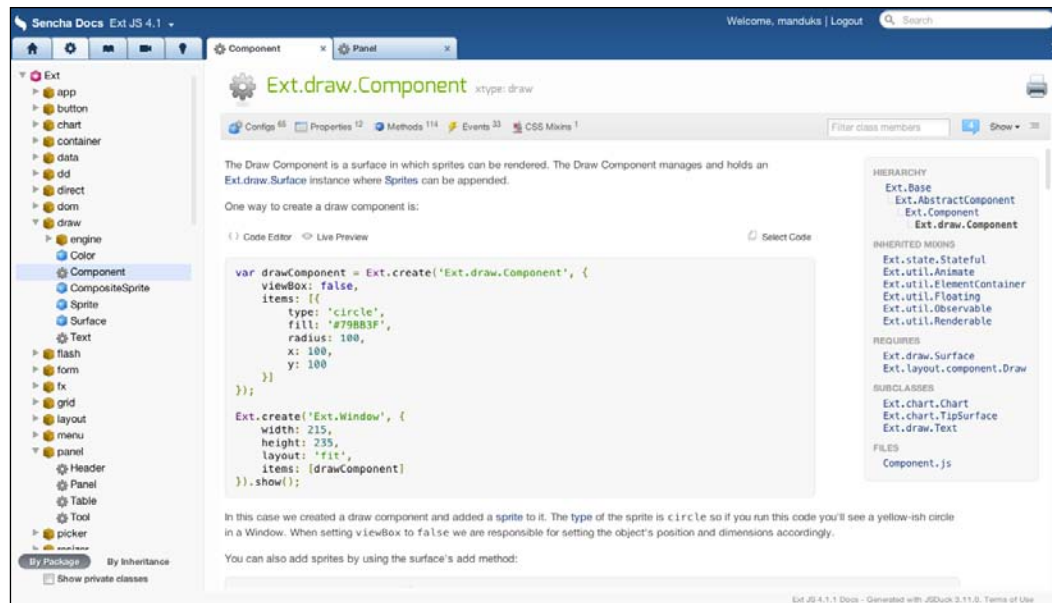 Sencha Docs Ext JS 4.1
Welcome, manduks | Logout
Search
Component x
Panel x
Ext
app
button
chart
container
data
dd
direct
dom
draw
engine
Color
Component
CompositeSprite
Sprite
Surface
Text
flash
form
fx
grid
layout
menu
panel
Header
Panel
Table
Tool
picker
resizer
By Package By Inheritance
Show private classes
Ext.draw.Component xtype: draw
Configs 65 Properties 12 Methods 114 Events 33 CSS Mixins 1
Filter class members 4 Show
The Draw Component is a surface in which sprites can be rendered. The Draw Component manages and holds an
Ext.draw.Surface instance where Sprites can be appended.
One way to create a draw component is:
Code Editor Live Preview Select Code
var drawComponent = Ext.create('Ext.draw.Component', {
    viewBox: false,
    items: [{
        type: 'circle',
        fill: '#79BB3F',
        radius: 100,
        x: 100,
        y: 100
    }]
});
Ext.create('Ext.Window', {
    width: 215,
    height: 235,
    layout: 'fit',
    items: [drawComponent]
}).show();
In this case we created a draw component and added a sprite to it. The type of the sprite is circle so if you run this code you'll see a yellow-ish circle
in a Window. When setting viewBox to false we are responsible for setting the object's position and dimensions accordingly.
You can also add sprites by using the surface's add method:
HIERARCHY
Ext.Base
Ext.AbstractComponent
Ext.Component
Ext.draw.Component
INHERITED MIXINS
Ext.state.Stateful
Ext.util.Animate
Ext.util.ElementContainer
Ext.util.Floating
Ext.util.Observable
Ext.util.Renderable
REQUIRES
Ext.draw.Surface
Ext.layout.component.Draw
SUBCLASSES
Ext.chart.Chart
Ext.chart.TipSurface
Ext.draw.Text
FILES
Component.js
Ext JS 4.1.1 Docs - Generated with JSDuck 3.11.0. Terms of Use